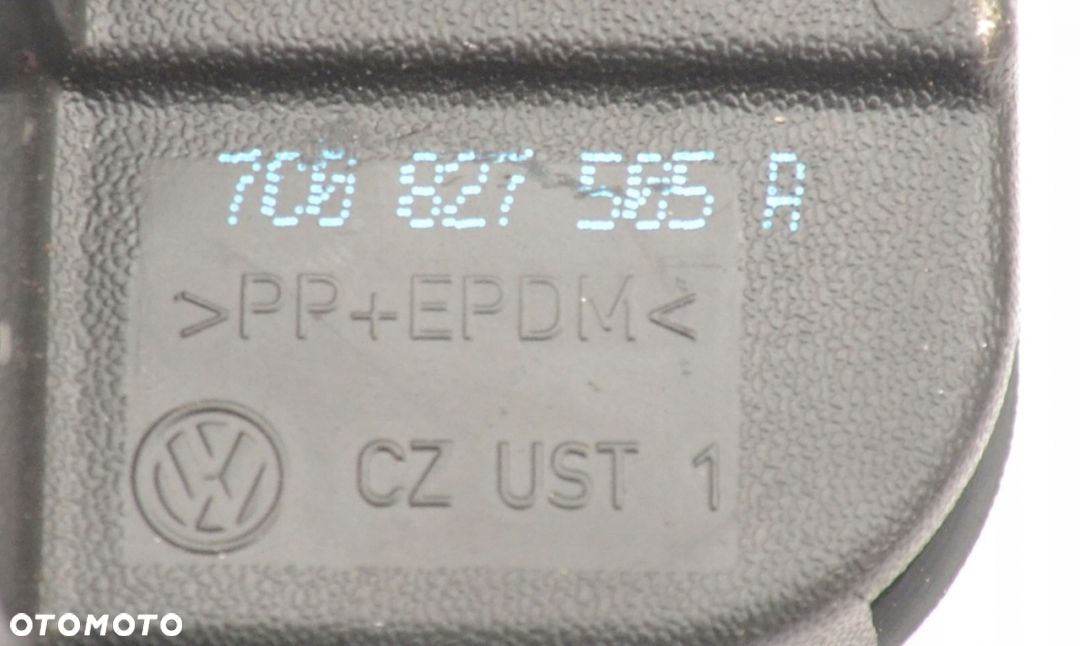 7C0 827 505 A
>PP+EPDM<
CZ UST 1
OTOMOTO